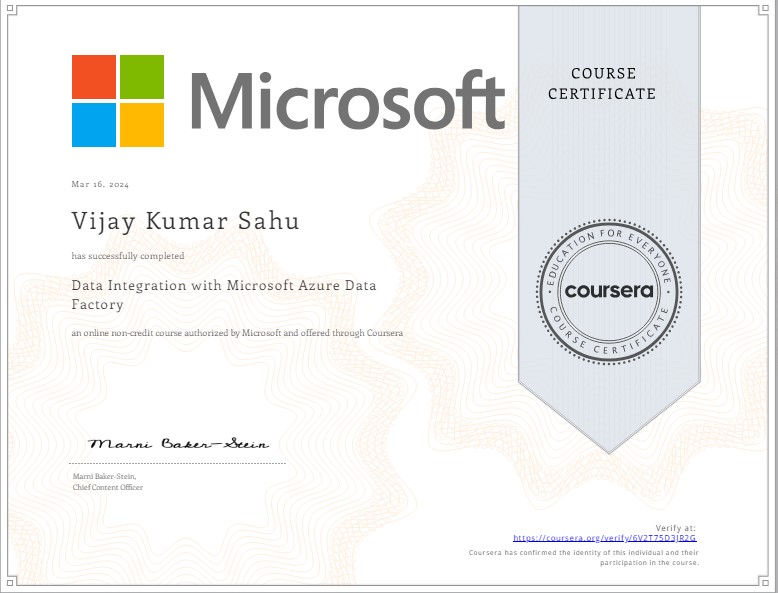 Microsoft
COURSE
CERTIFICATE
Mar 16, 2024
Vijay Kumar Sahu
has successfully completed
Data Integration with Microsoft Azure Data
Factory
an online non-credit course authorized by Microsoft and offered through Coursera
EDUCATION FOR EVERYONE
coursera
COURSE CERTIFICATE
Marni Baker-Stein
Marni Baker-Stein,
Chief Content Officer
Verify at:
https://coursera.org/verify/6V2T75D3JR2G
Coursera has confirmed the identity of this individual and their
participation in the course.